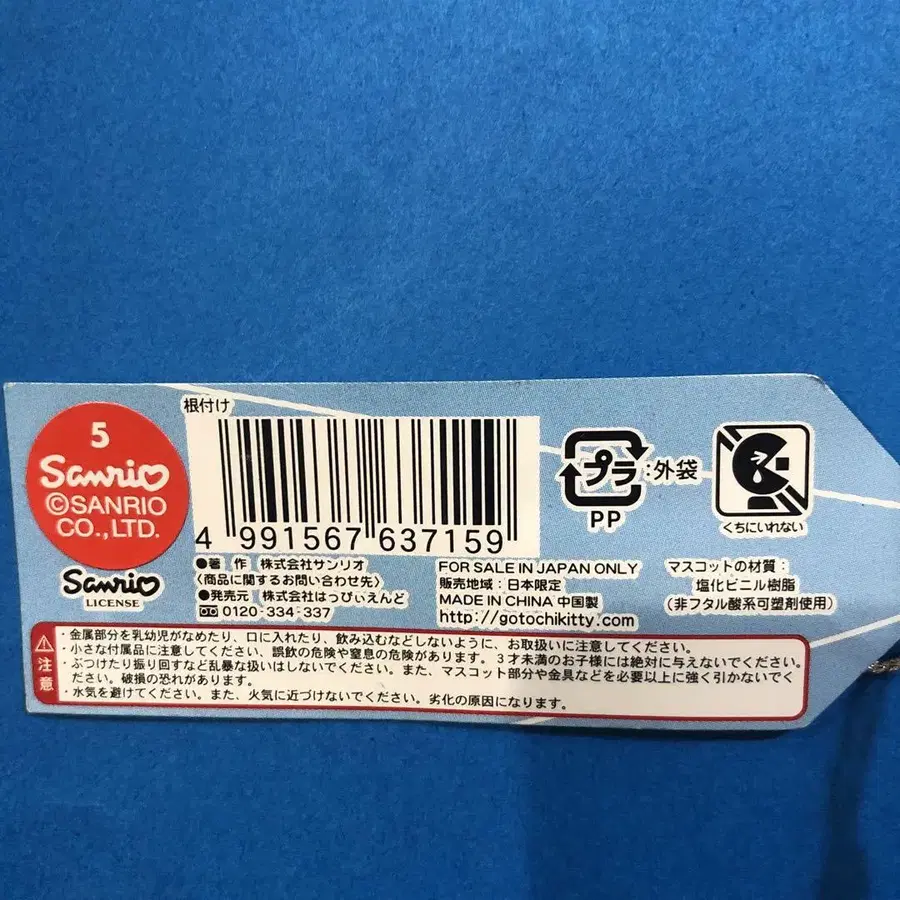 5
Sanrio
©SANRIO
CO.,LTD.
Sanrio
LICENSE
根付け
4 991567 637159
プラ:外袋
PP
くちにいれない
●著 作 株式会社サンリオ
〈商品に関するお問い合わせ先〉
●発売元 株式会社はっぴぃえんど
0120-334-337
FOR SALE IN JAPAN ONLY
販売地域:日本限定
MADE IN CHINA 中国製
http://gotochikitty.com
マスコットの材質:
塩化ビニル樹脂
(非フタル酸系可塑剤使用)
注意
・金属部分を乳幼児がなめたり、口に入れたり、飲み込むなどしないように、お取扱いに注意してください。
・小さな付属品に注意してください、誤飲の危険や窒息の危険があります。3才未満のお子様には絶対に与えないでください。
・ぶつけたり振り回すなど乱暴な扱いはしないでください。また、マスコット部分や金具などを必要以上に強く引かないでく
ださい。破損の恐れがあります。
・水気を避けてください。また、火気に近づけないでください。劣化の原因になります。